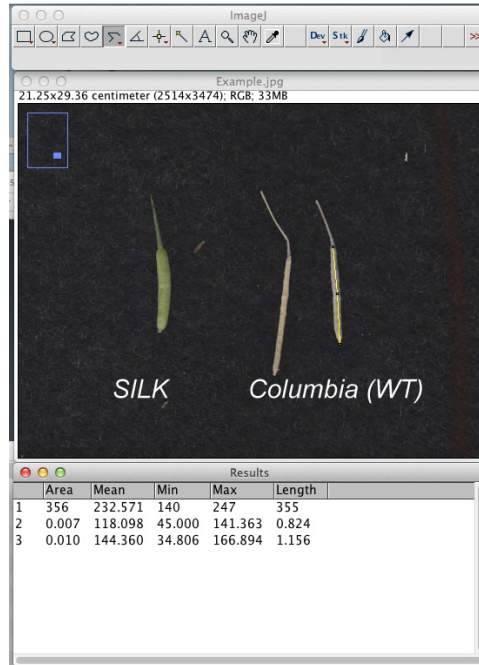 ImageJ
A
Dev Stk
>>
Example.jpg
21.25x29.36 centimeter (2514x3474); RGB; 33MB
SILK
Columbia (WT)
Results
Area Mean Min Max Length
1 356 232.571 140 247 355
2 0.007 118.098 45.000 141.363 0.824
3 0.010 144.360 34.806 166.894 1.156